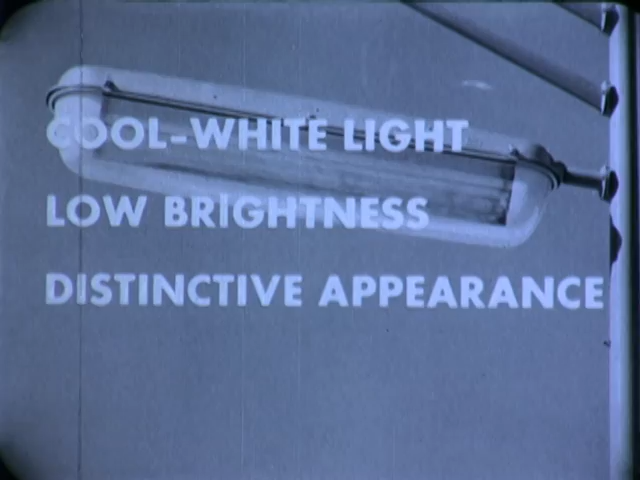 COOL-WHITE LIGHT
LOW BRIGHTNESS
DISTINCTIVE APPEARANCE